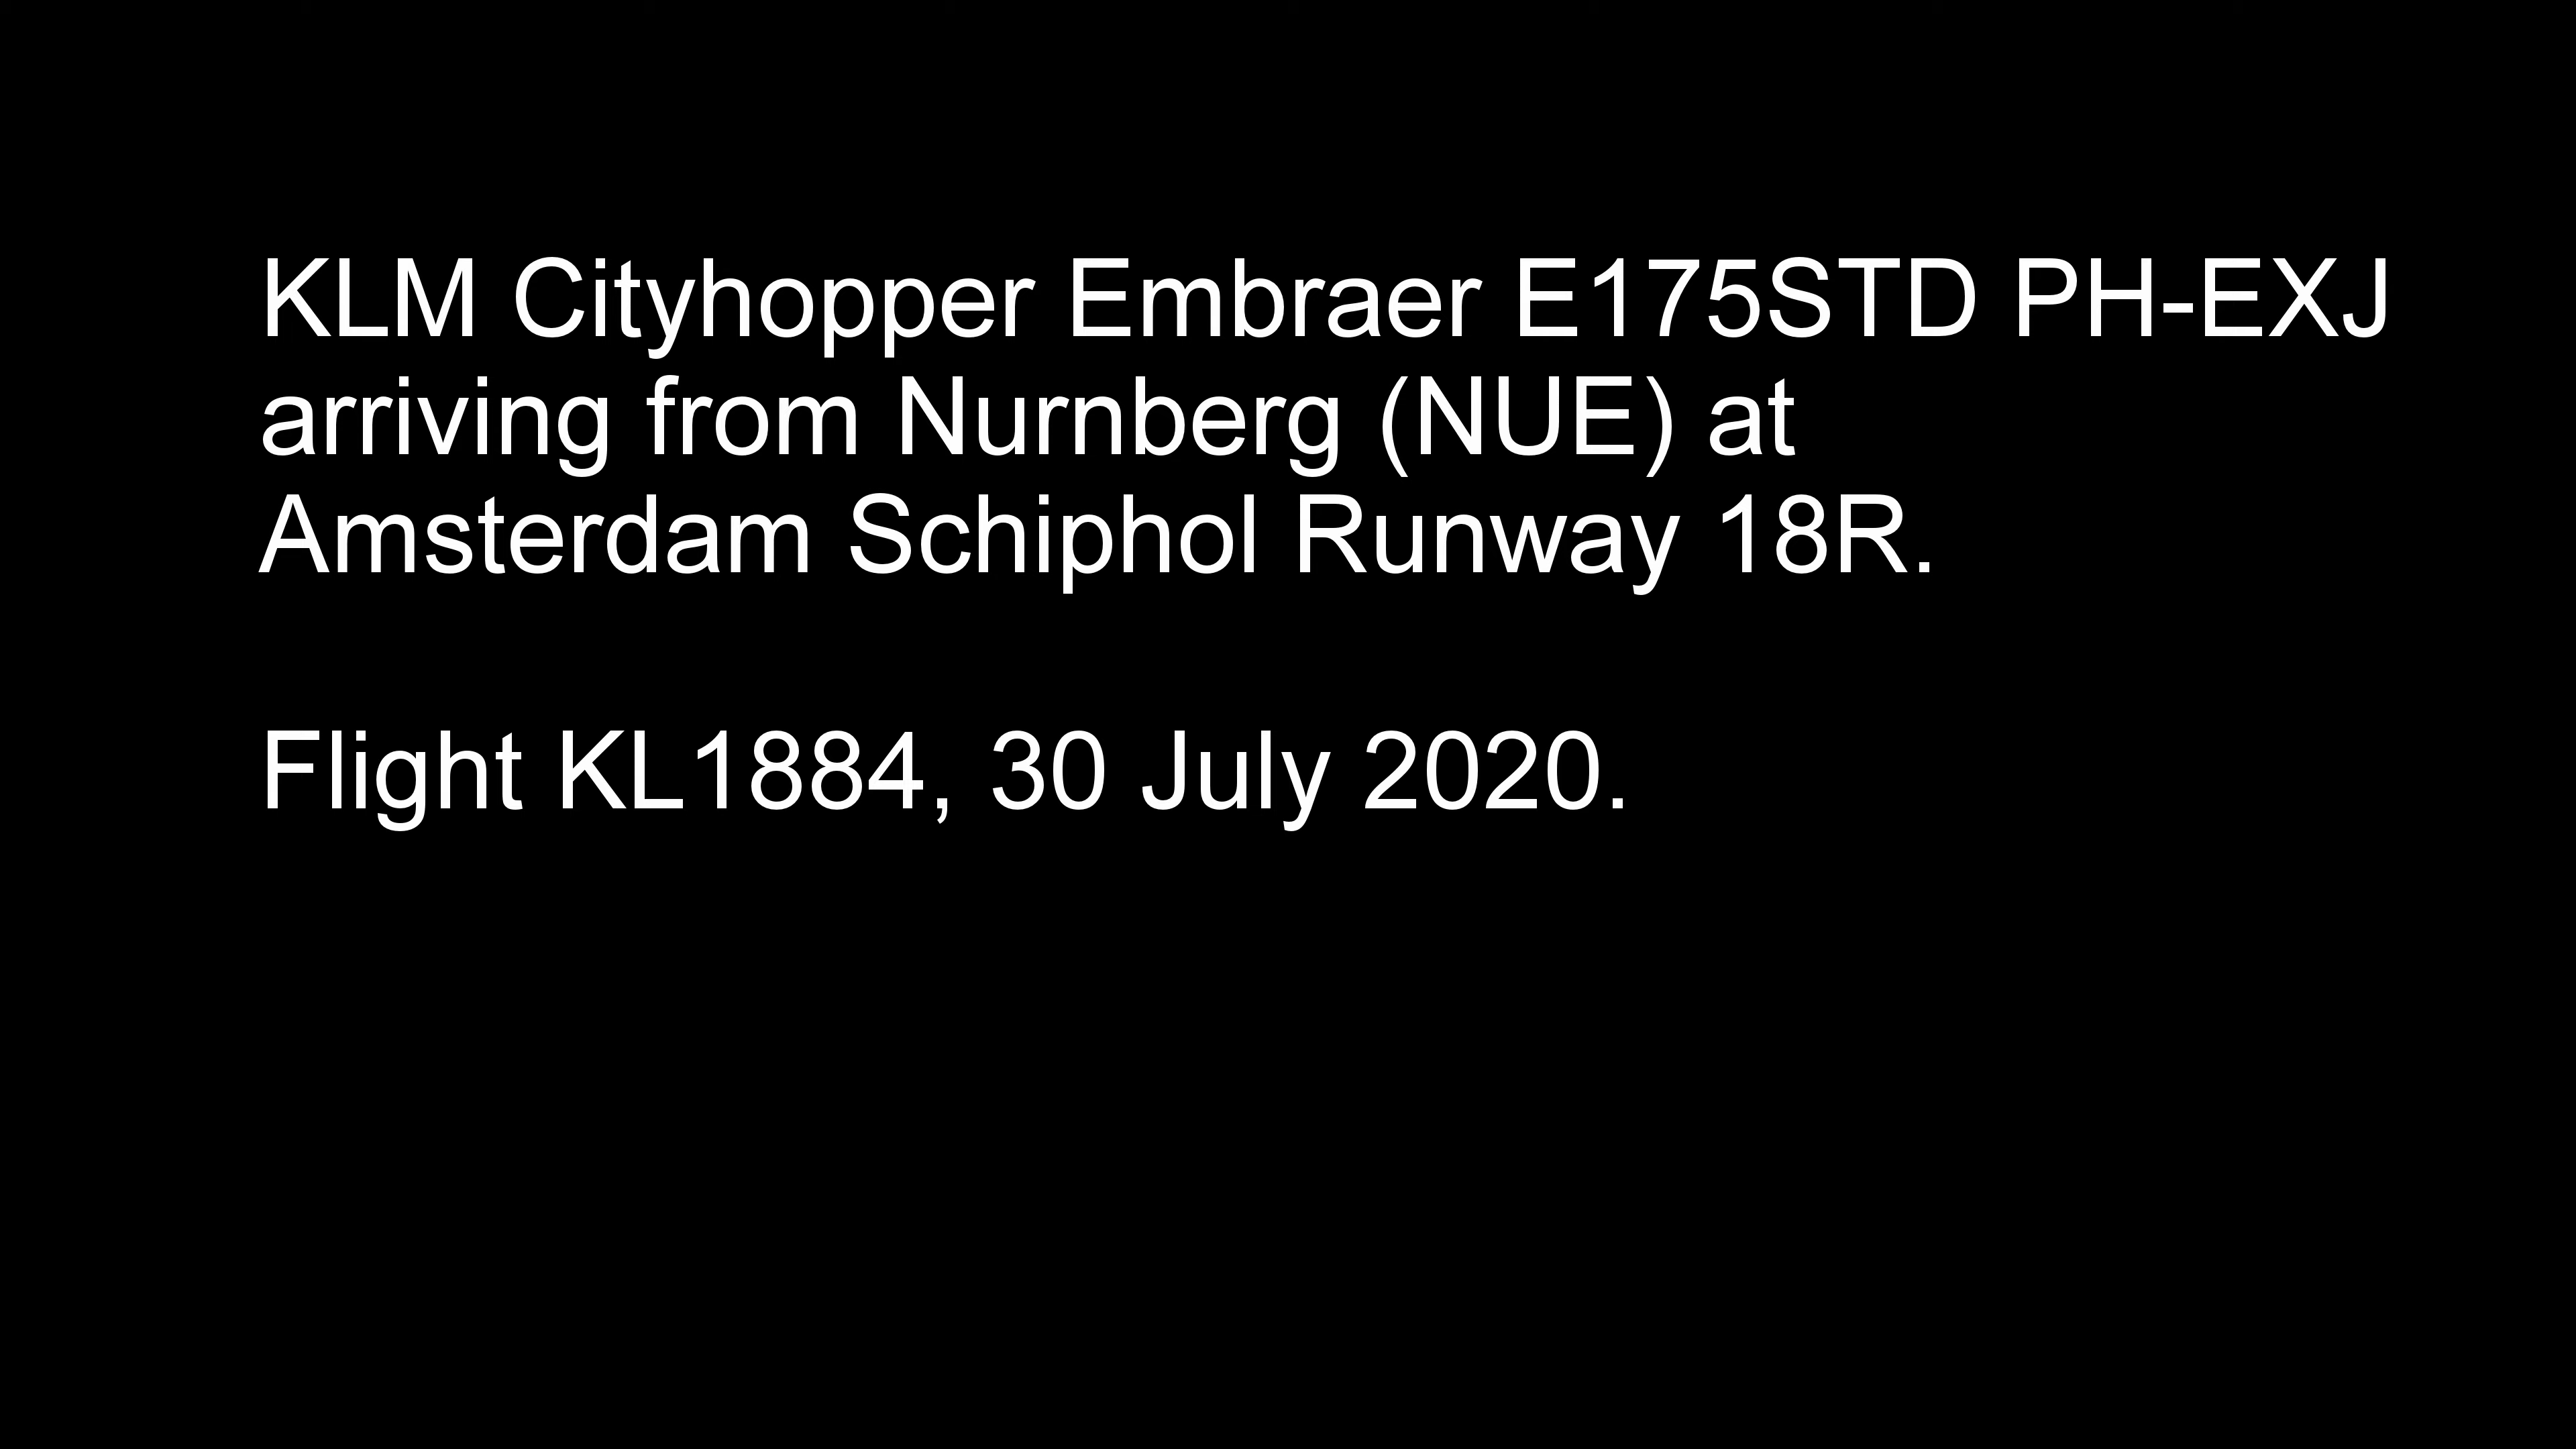 KLM Cityhopper Embraer E175STD PH-EXJ
arriving from Nurnberg (NUE) at
Amsterdam Schiphol Runway 18R.
Flight KL1884, 30 July 2020.